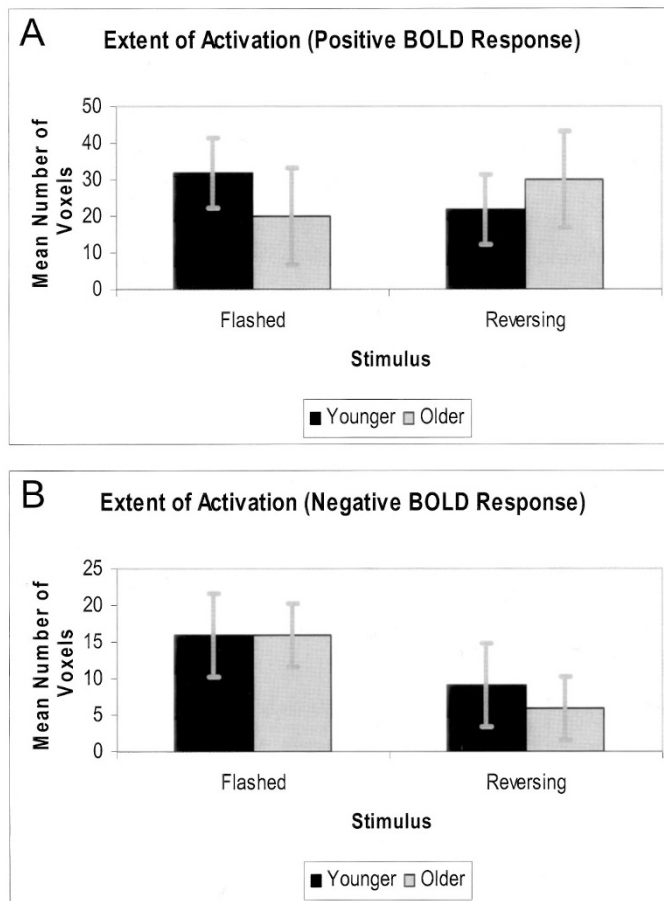 A
Extent of Activation (Positive BOLD Response)
Mean Number of
Voxels
50
40
30
20
10
0
Flashed
Reversing
Stimulus
Younger
Older
B
Extent of Activation (Negative BOLD Response)
Mean Number of
Voxels
25
20
15
10
5
0
Flashed
Reversing
Stimulus
Younger
Older